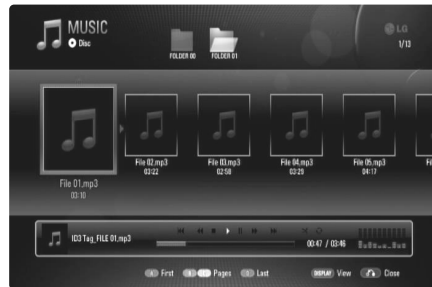 MUSIC
Disc
FOLDER 00
FOLDER 01
LG
1/13
File 01.mp3
03:10
File 02.mp3
03:22
File 03.mp3
02:58
File 04.mp3
03:29
File 05.mp3
04:17
File
ID3 Tag_FILE 01.mp3
00:47 / 03:46
A First
B C Pages
D Last
DISPLAY View
Close